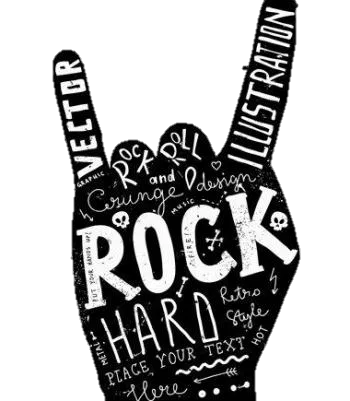 VECTOR
ILLUSTRATION
ROCK
and
ROLL
GRAPHIC
Grunge design
MUSIC
PUT YOUR HANDS UP!
FIRE
ROCK
HARD
Retro
Style
METAL
HOT
PLACE YOUR TEXT
Here